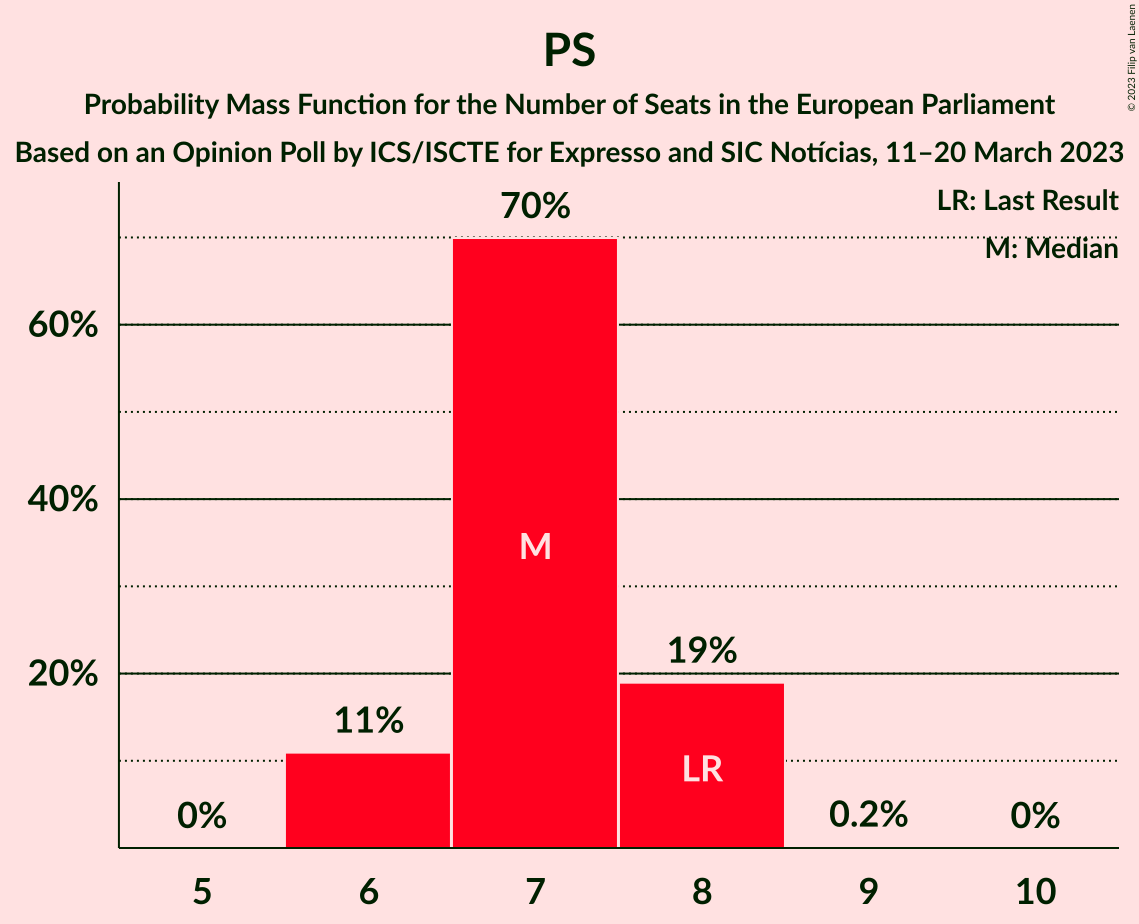 PS
Probability Mass Function for the Number of Seats in the European Parliament
Based on an Opinion Poll by ICS/ISCTE for Expresso and SIC Notícias, 11–20 March 2023
© 2023 Filip van Laenen
LR: Last Result
M: Median
70%
60%
40%
M
20%
19%
11%
LR
0%
0.2%
0%
5 6 7 8 9 10